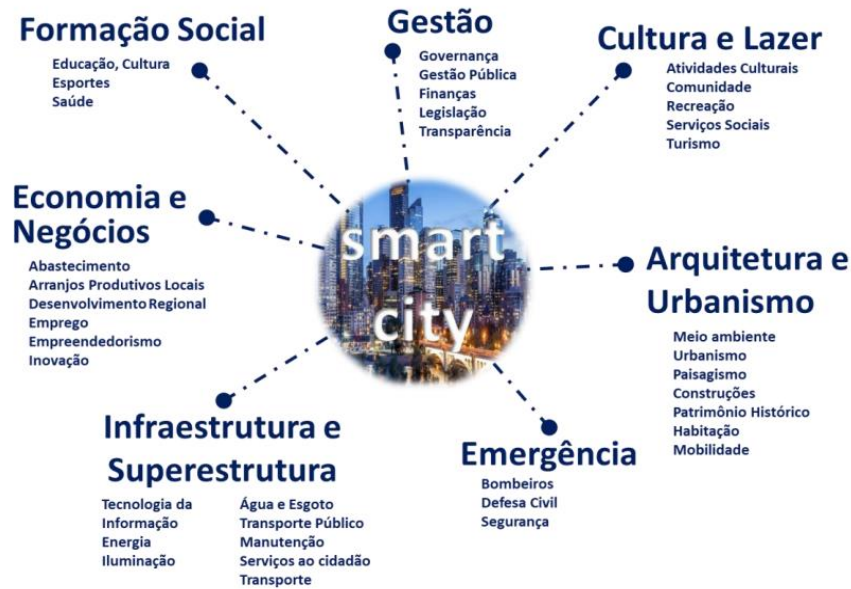 Formação Social
Educação, Cultura
Esportes
Saúde
Gestão
Governança
Gestão Pública
Finanças
Legislação
Transparência
Cultura e Lazer
Atividades Culturais
Comunidade
Recreação
Serviços Sociais
Turismo
Economia e
Negócios
Abastecimento
Arranjos Produtivos Locais
Desenvolvimento Regional
Emprego
Empreendedorismo
Inovação
smart
city
Arquitetura e
Urbanismo
Meio ambiente
Urbanismo
Paisagismo
Construções
Patrimônio Histórico
Habitação
Mobilidade
Infraestrutura e
Superestrutura
Tecnologia da
Informação
Energia
Iluminação
Água e Esgoto
Transporte Público
Manutenção
Serviços ao cidadão
Transporte
Emergência
Bombeiros
Defesa Civil
Segurança